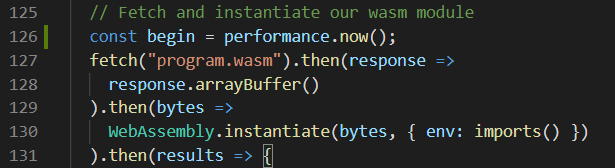 125 // Fetch and instantiate our wasm module
126 const begin = performance.now();
127 fetch("program.wasm").then(response =>
128 response.arrayBuffer()
129 ).then(bytes =>
130 WebAssembly.instantiate(bytes, { env: imports() })
131 ).then(results => {